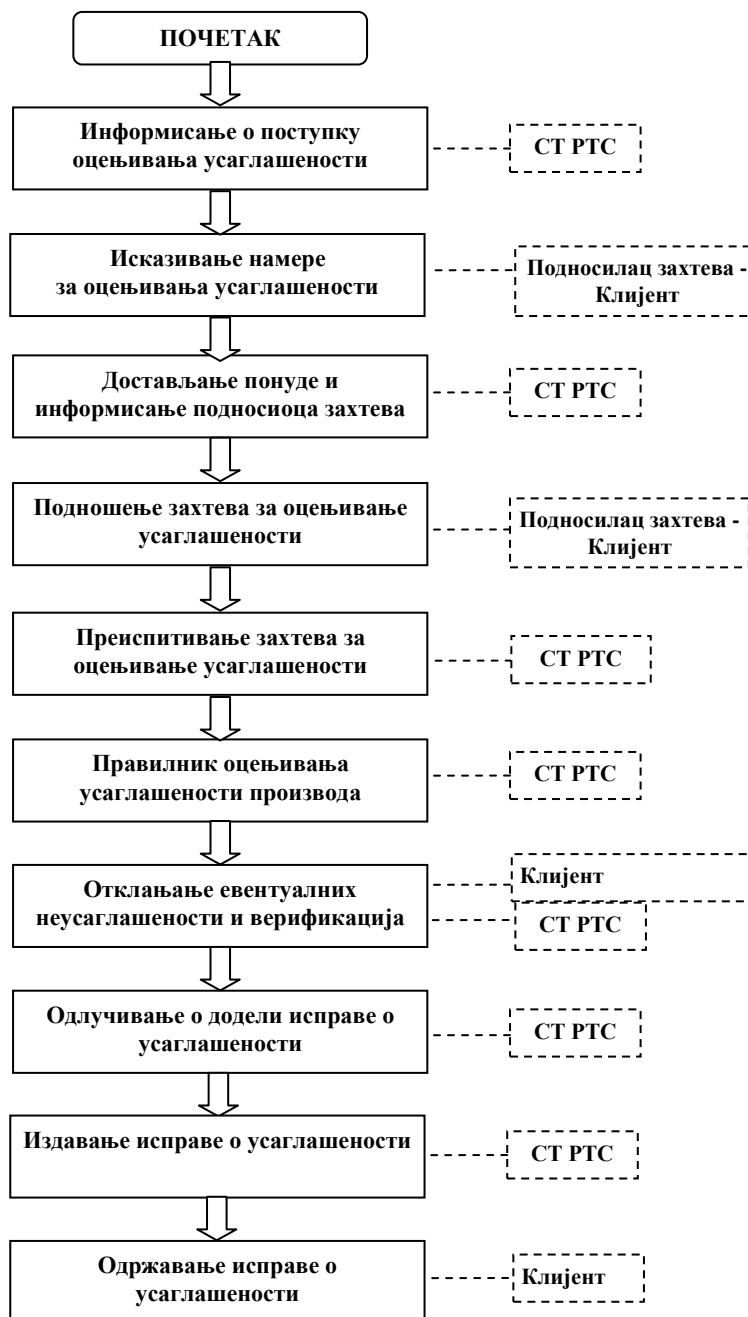 ПОЧЕТАК
Информисање о поступку
оцењивања усаглашености
СТ РТС
Исказивање намере
за оцењивања усаглашености
Подносилац захтева -
Клијент
Достављање понуде и
информисање подносиоца захтева
СТ РТС
Подношење захтева за оцењивање
усаглашености
Подносилац захтева -
Клијент
Преиспитивање захтева за
оцењивање усаглашености
СТ РТС
Правилник оцењивања
усаглашености производа
СТ РТС
Отклањање евентуалних
неусаглашености и верификација
Клијент
СТ РТС
Одлучивање о додели исправе о
усаглашености
СТ РТС
Издавање исправе о усаглашености
СТ РТС
Одржавање исправе о
усаглашености
Клијент